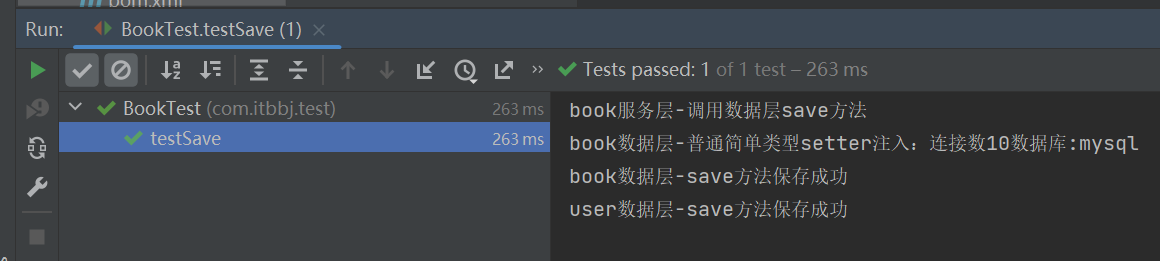 Run: BookTest.testSave (1)
Tests passed: 1 of 1 test – 263 ms
BookTest (com.itbbj.test) 263 ms
testSave 263 ms
book服务层-调用数据层save方法
book数据层-普通简单类型setter注入：连接数10数据库:mysql
book数据层-save方法保存成功
user数据层-save方法保存成功